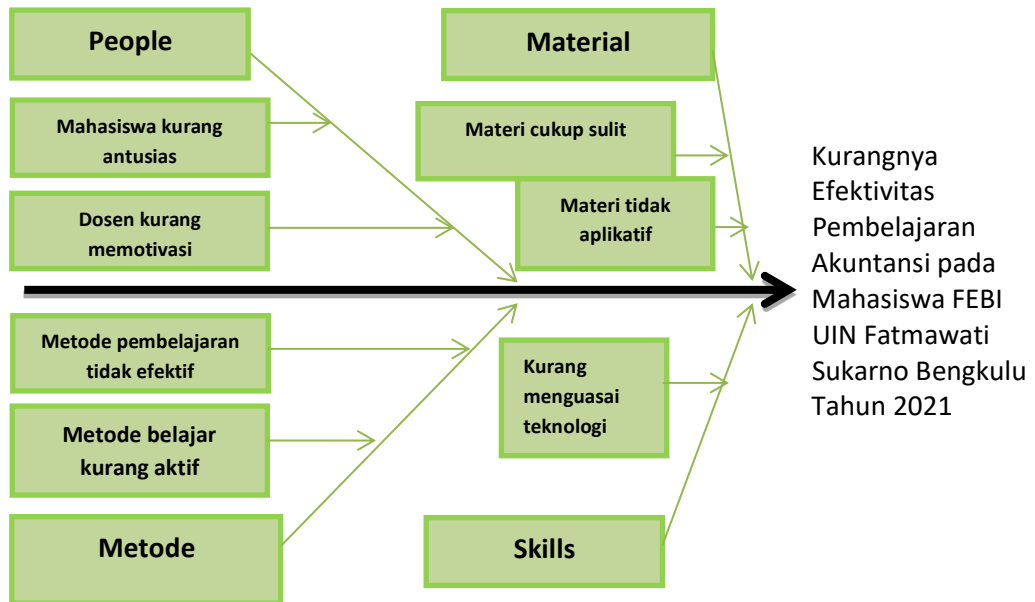 People
Mahasiswa kurang
antusias
Dosen kurang
memotivasi
Material
Materi cukup sulit
Materi tidak
aplikatif
Metode pembelajaran
tidak efektif
Metode belajar
kurang aktif
Metode
Kurang
menguasai
teknologi
Skills
Kurangnya
Efektivitas
Pembelajaran
Akuntansi pada
Mahasiswa FEBI
UIN Fatmawati
Sukarno Bengkulu
Tahun 2021